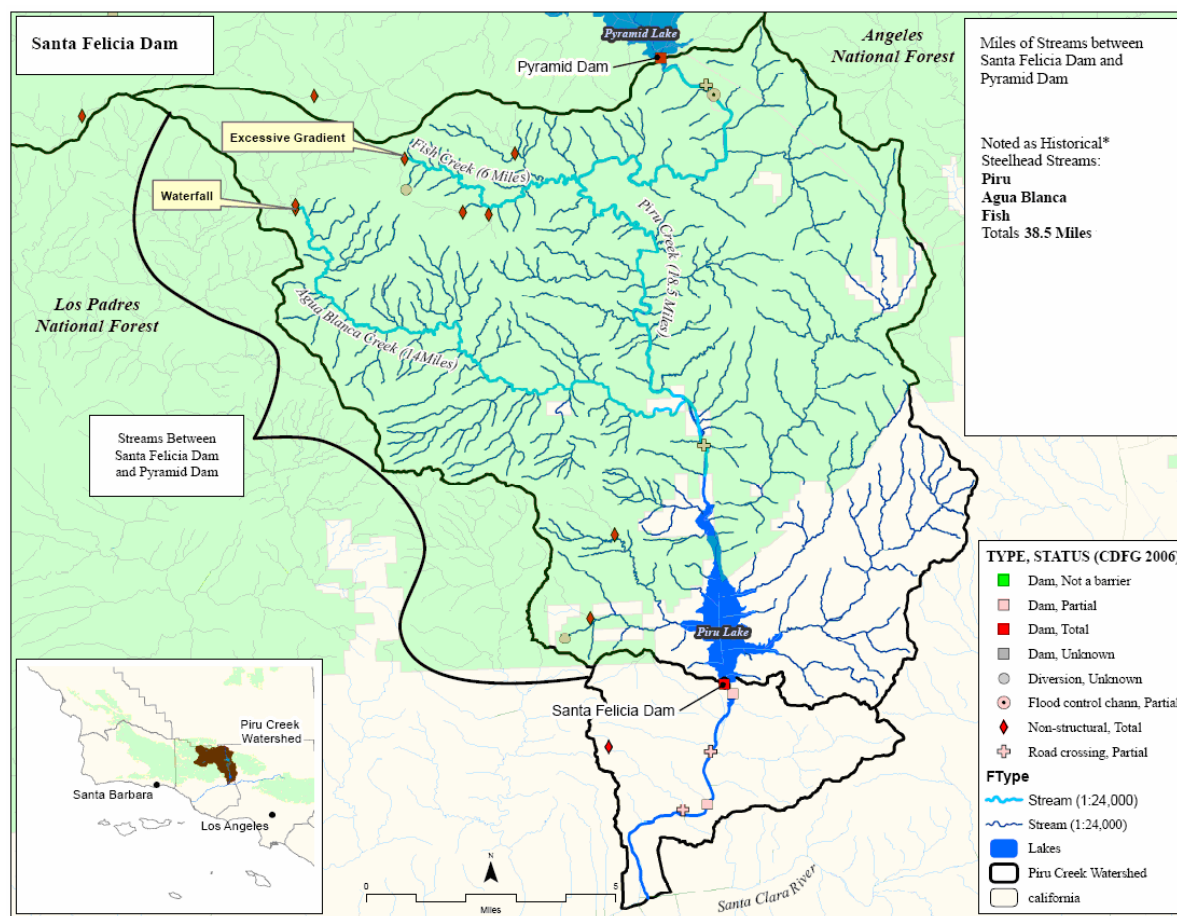 Santa Felicia Dam
Pyramid Lake
Pyramid Dam
Angeles
National Forest
Miles of Streams between
Santa Felicia Dam and
Pyramid Dam
Noted as Historical*
Steelhead Streams:
Piru
Agua Blanca
Fish
Totals 38.5 Miles
Excessive Gradient
Fish Creek (6 Miles)
Waterfall
Piru Creek (18.5 Miles)
Agua Blanca Creek (14Miles)
Los Padres
National Forest
Streams Between
Santa Felicia Dam
and Pyramid Dam
Piru Lake
Santa Felicia Dam
TYPE, STATUS (CDFG 2006)
Dam, Not a barrier
Dam, Partial
Dam, Total
Dam, Unknown
Diversion, Unknown
Flood control chann, Partial
Non-structural, Total
Road crossing, Partial
FType
Stream (1:24,000)
Stream (1:24,000)
Lakes
Piru Creek Watershed
california
Piru Creek
Watershed
Santa Barbara
Los Angeles
N
0
5
Miles
Santa Clara River